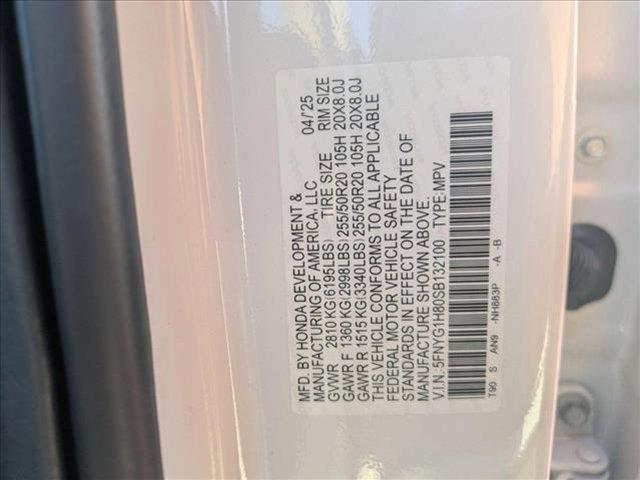 MFD. BY HONDA DEVELOPMENT &
MANUFACTURING OF AMERICA, LLC 04/'25
GVWR 2810 KG(6195LBS) TIRE SIZE RIM SIZE
GAWR F 1360 KG(2998LBS)255/50R20 105H 20X8.0J
GAWR R 1515 KG(3340LBS)255/50R20 105H 20X8.0J
THIS VEHICLE CONFORMS TO ALL APPLICABLE
FEDERAL MOTOR VEHICLE SAFETY
STANDARDS IN EFFECT ON THE DATE OF
MANUFACTURE SHOWN ABOVE.
V.I.N.:5FNYG1H80SB132100 TYPE:MPV
T90 S AN9 -NH883P -A -B